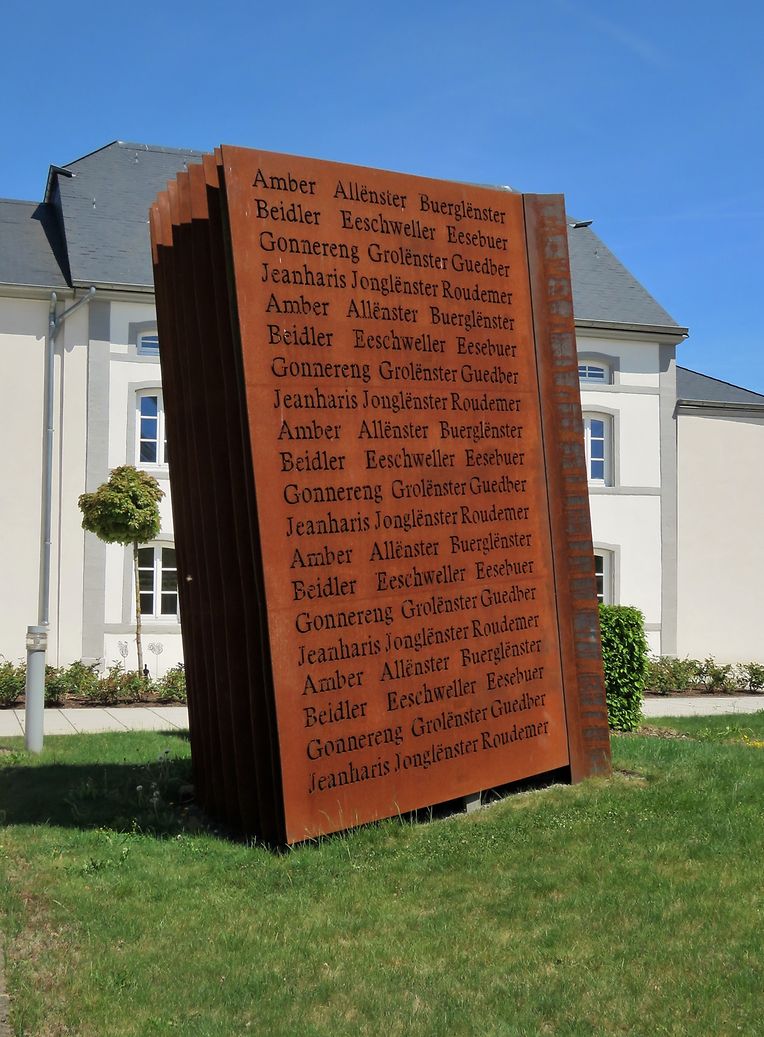 Amber Allënster Buerglënster
Beidler Eeschweller Eesebuer
Gonnereng Grolënster Guedber
Jeanharis Jonglënster Roudemer
Amber Allënster Buerglënster
Beidler Eeschweller Eesebuer
Gonnereng Grolënster Guedber
Jeanharis Jonglënster Roudemer
Amber Allënster Buerglënster
Beidler Eeschweller Eesebuer
Gonnereng Grolënster Guedber
Jeanharis Jonglënster Roudemer
Amber Allënster Buerglënster
Beidler Eeschweller Eesebuer
Gonnereng Grolënster Guedber
Jeanharis Jonglënster Roudemer
Amber Allënster Buerglënster
Beidler Eeschweller Eesebuer
Gonnereng Grolënster Guedber
Jeanharis Jonglënster Roudemer